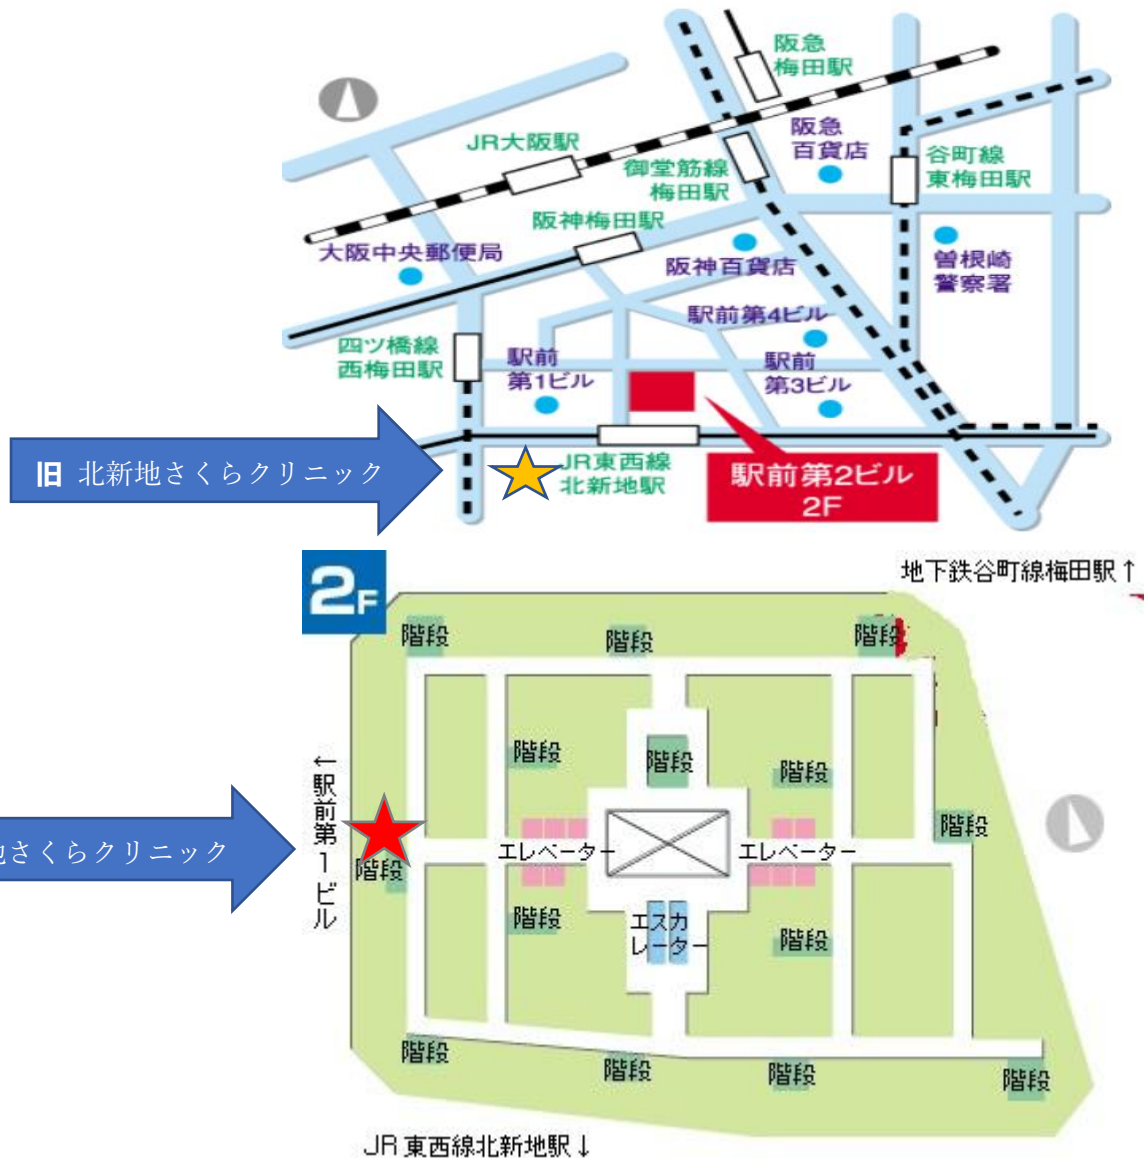 阪急
梅田駅
JR大阪駅
阪急
百貨店
御堂筋線
梅田駅
谷町線
東梅田駅
阪神梅田駅
大阪中央郵便局
阪神百貨店
曽根崎
警察署
駅前第4ビル
四ツ橋線
西梅田駅
駅前
第1ビル
駅前
第3ビル
旧 北新地さくらクリニック
JR東西線
北新地駅
駅前第2ビル
2F
2F
地下鉄谷町線梅田駅↑
階段
階段
階段
←駅前第1ビル
階段
階段
階段
階段
さくらクリニック
エレベーター
エレベーター
階段
階段
エスカ
レーター
階段
階段
階段
階段
階段
JR東西線北新地駅↓